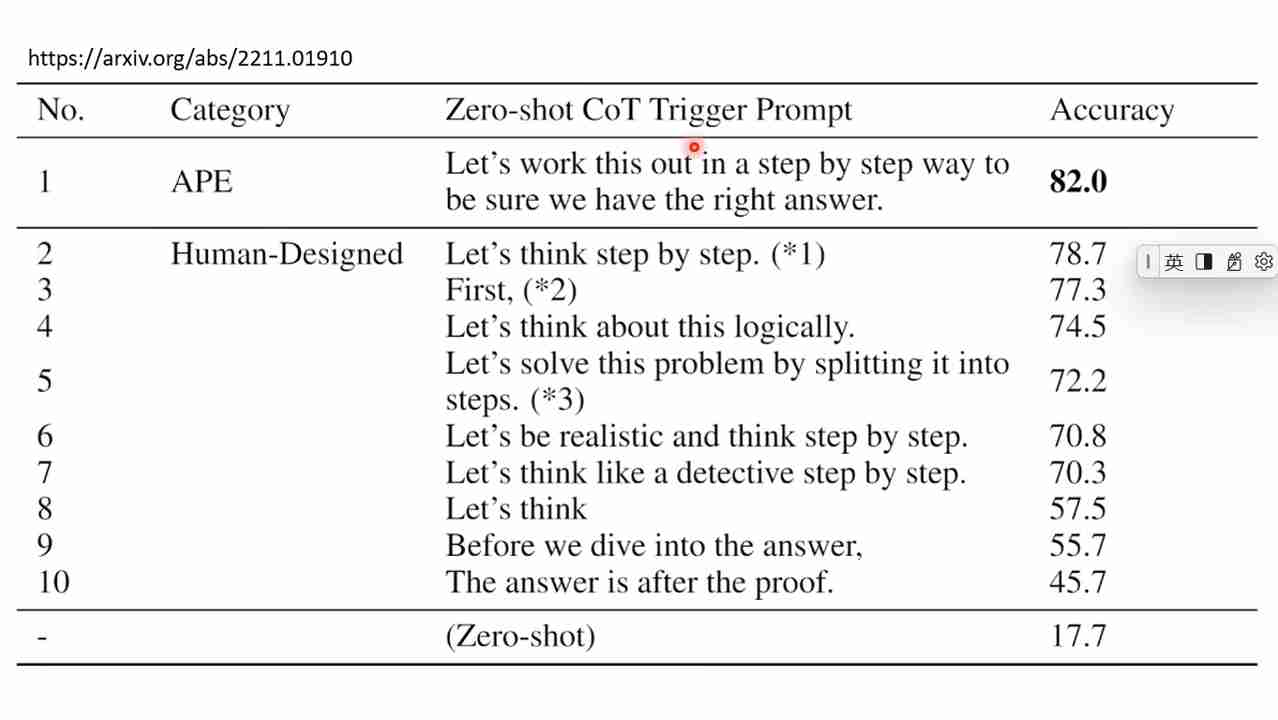 https://arxiv.org/abs/2211.01910
No. Category Zero-shot CoT Trigger Prompt Accuracy
1 APE Let's work this out in a step by step way to be sure we have the right answer. 82.0
2 Human-Designed Let's think step by step. (*1) 78.7
英
3 First, (*2) 77.3
4 Let's think about this logically. 74.5
5 Let's solve this problem by splitting it into steps. (*3) 72.2
6 Let's be realistic and think step by step. 70.8
7 Let's think like a detective step by step. 70.3
8 Let's think 57.5
9 Before we dive into the answer, 55.7
10 The answer is after the proof. 45.7
- (Zero-shot) 17.7